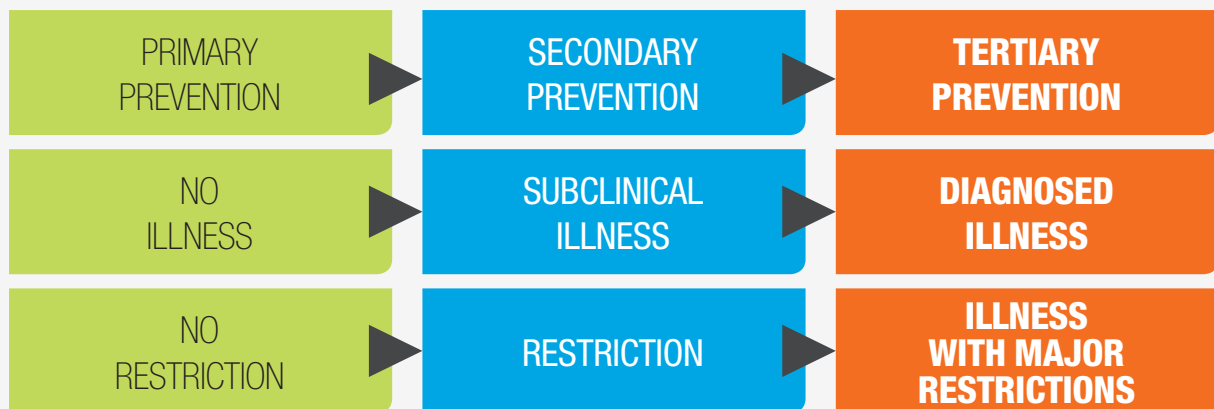 PRIMARY
PREVENTION
SECONDARY
PREVENTION
TERTIARY
PREVENTION
NO
ILLNESS
SUBCLINICAL
ILLNESS
DIAGNOSED
ILLNESS
NO
RESTRICTION
RESTRICTION
ILLNESS
WITH MAJOR
RESTRICTIONS